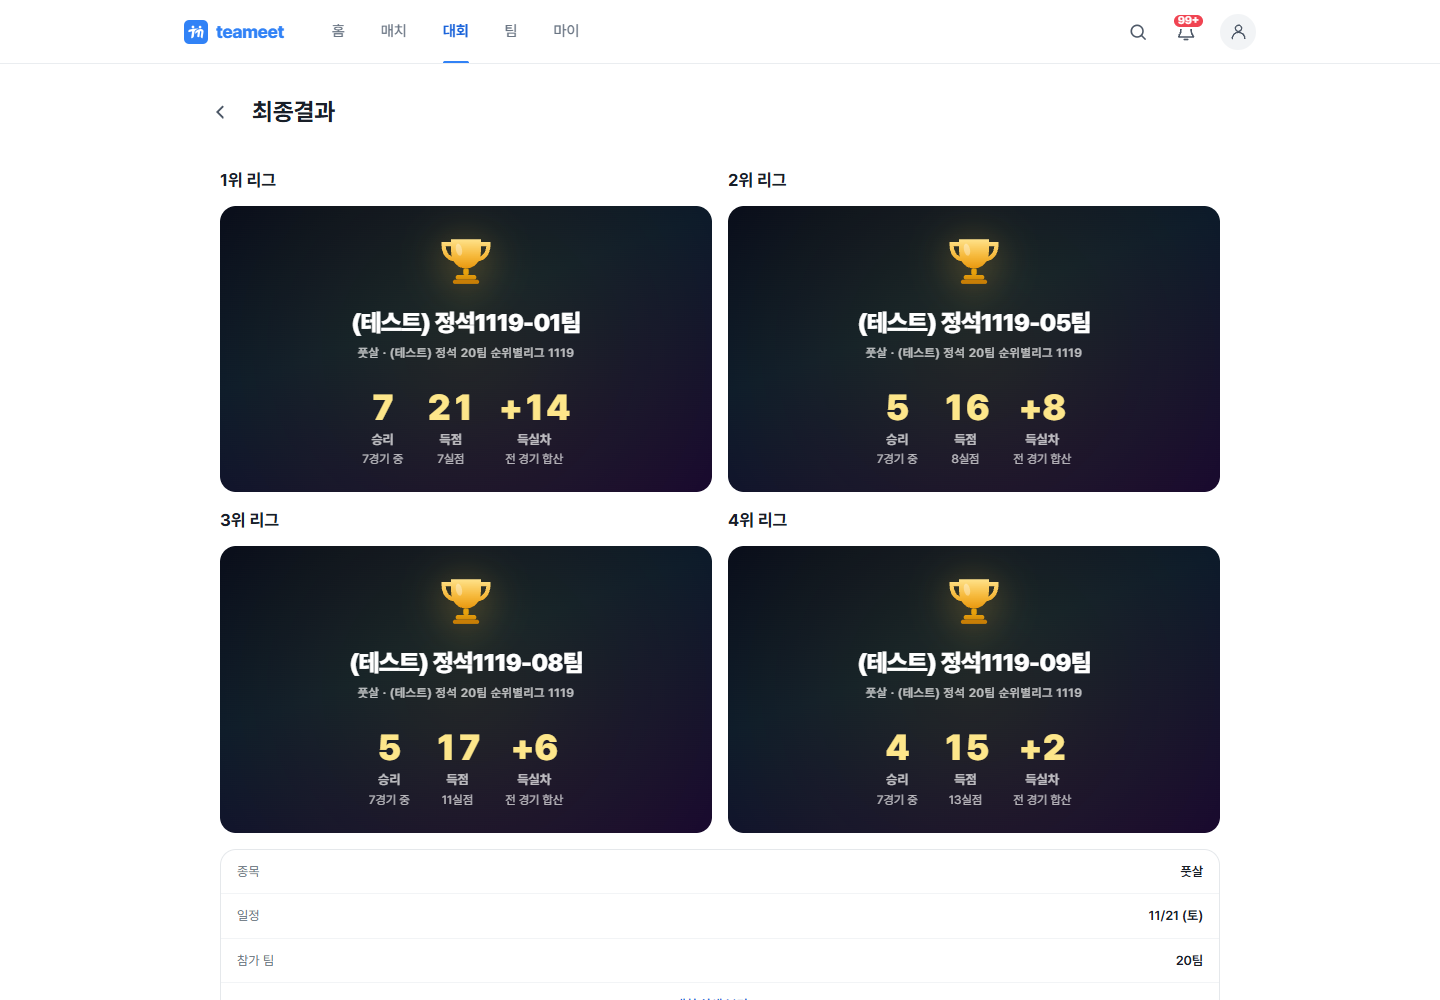 teameet
홈
매치
대회
팀
마이
99+
최종결과
1위 리그
(테스트) 정석1119-01팀
풋살 · (테스트) 정석 20팀 순위별리그 1119
7 21 +14
승리 득점 득실차
7경기 중 7실점 전 경기 합산
2위 리그
(테스트) 정석1119-05팀
풋살 · (테스트) 정석 20팀 순위별리그 1119
5 16 +8
승리 득점 득실차
7경기 중 8실점 전 경기 합산
3위 리그
(테스트) 정석1119-08팀
풋살 · (테스트) 정석 20팀 순위별리그 1119
5 17 +6
승리 득점 득실차
7경기 중 11실점 전 경기 합산
4위 리그
(테스트) 정석1119-09팀
풋살 · (테스트) 정석 20팀 순위별리그 1119
4 15 +2
승리 득점 득실차
7경기 중 13실점 전 경기 합산
종목 풋살
일정 11/21 (토)
참가 팀 20팀